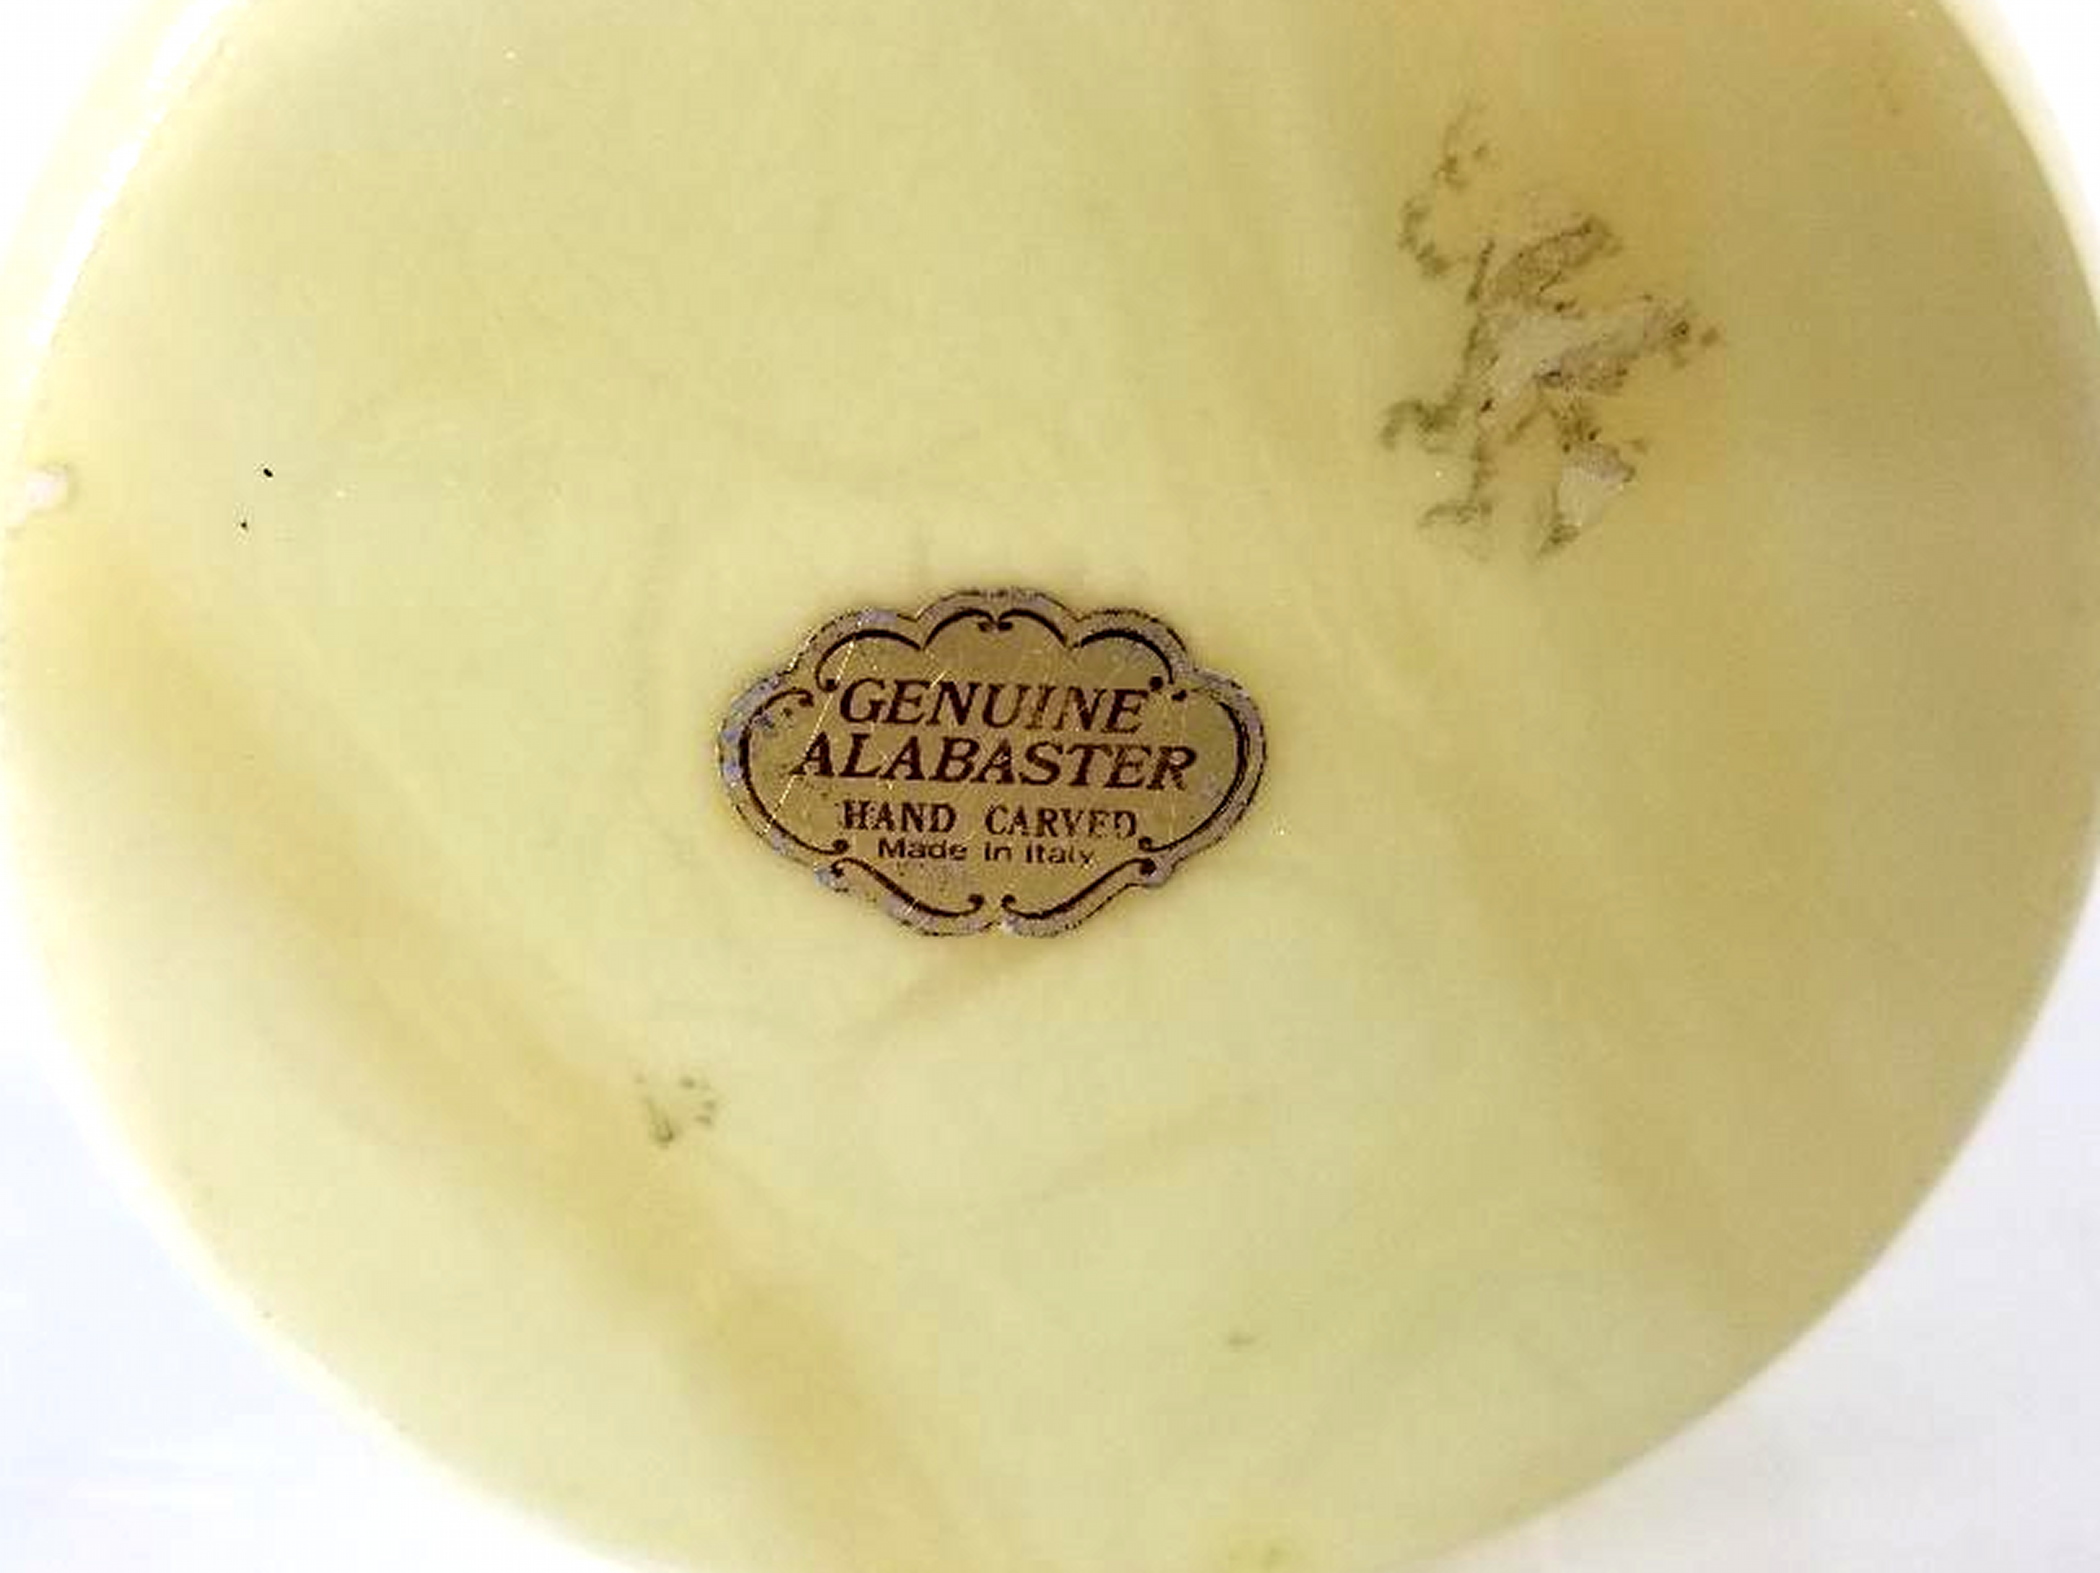 GENUINE
ALABASTER
HAND CARVED
Made in Italy